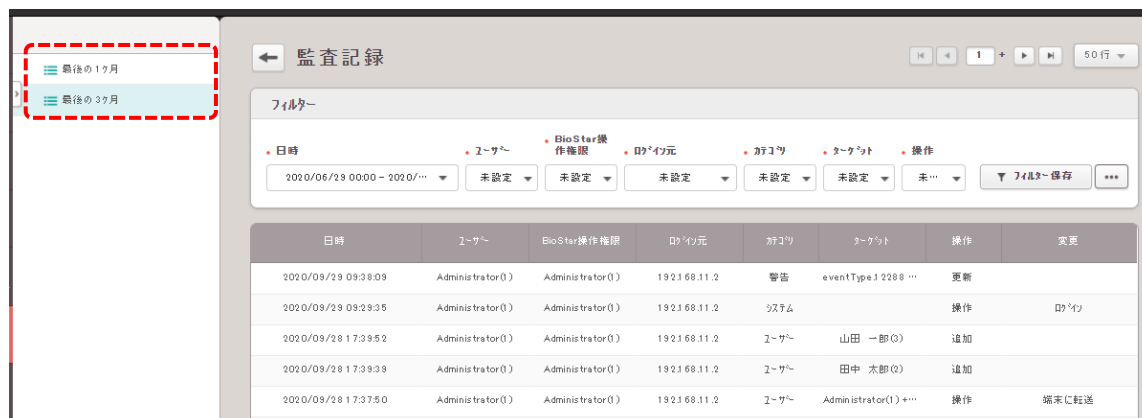 最後の1ケ月
最後の3ケ月
監査記録
1 + 50行
フィルター
日時 ユーザー BioStar操作権限 ログイン元 カテゴリ ターゲット 操作
2020/06/29 00:00 - 2020/… 未設定 未設定 未設定 未設定 未設定 未… フィルター保存 •••
日時 ユーザー BioStar操作権限 ログイン元 カテゴリ ターゲット 操作 変更
2020/09/29 09:38:09 Administrator(1) Administrator(1) 192.168.11.2 警告 eventType.12288 … 更新
2020/09/29 09:29:35 Administrator(1) Administrator(1) 192.168.11.2 システム 操作 ログイン
2020/09/28 17:39:52 Administrator(1) Administrator(1) 192.168.11.2 ユーザー 山田 一郎(3) 追加
2020/09/28 17:39:39 Administrator(1) Administrator(1) 192.168.11.2 ユーザー 田中 太郎(2) 追加
2020/09/28 17:37:50 Administrator(1) Administrator(1) 192.168.11.2 ユーザー Administrator(1) +… 操作 端末に転送